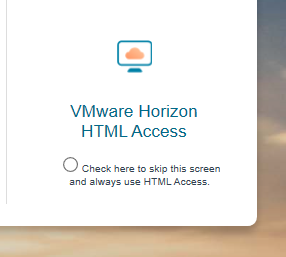 VMware Horizon
HTML Access
Check here to skip this screen
and always use HTML Access.